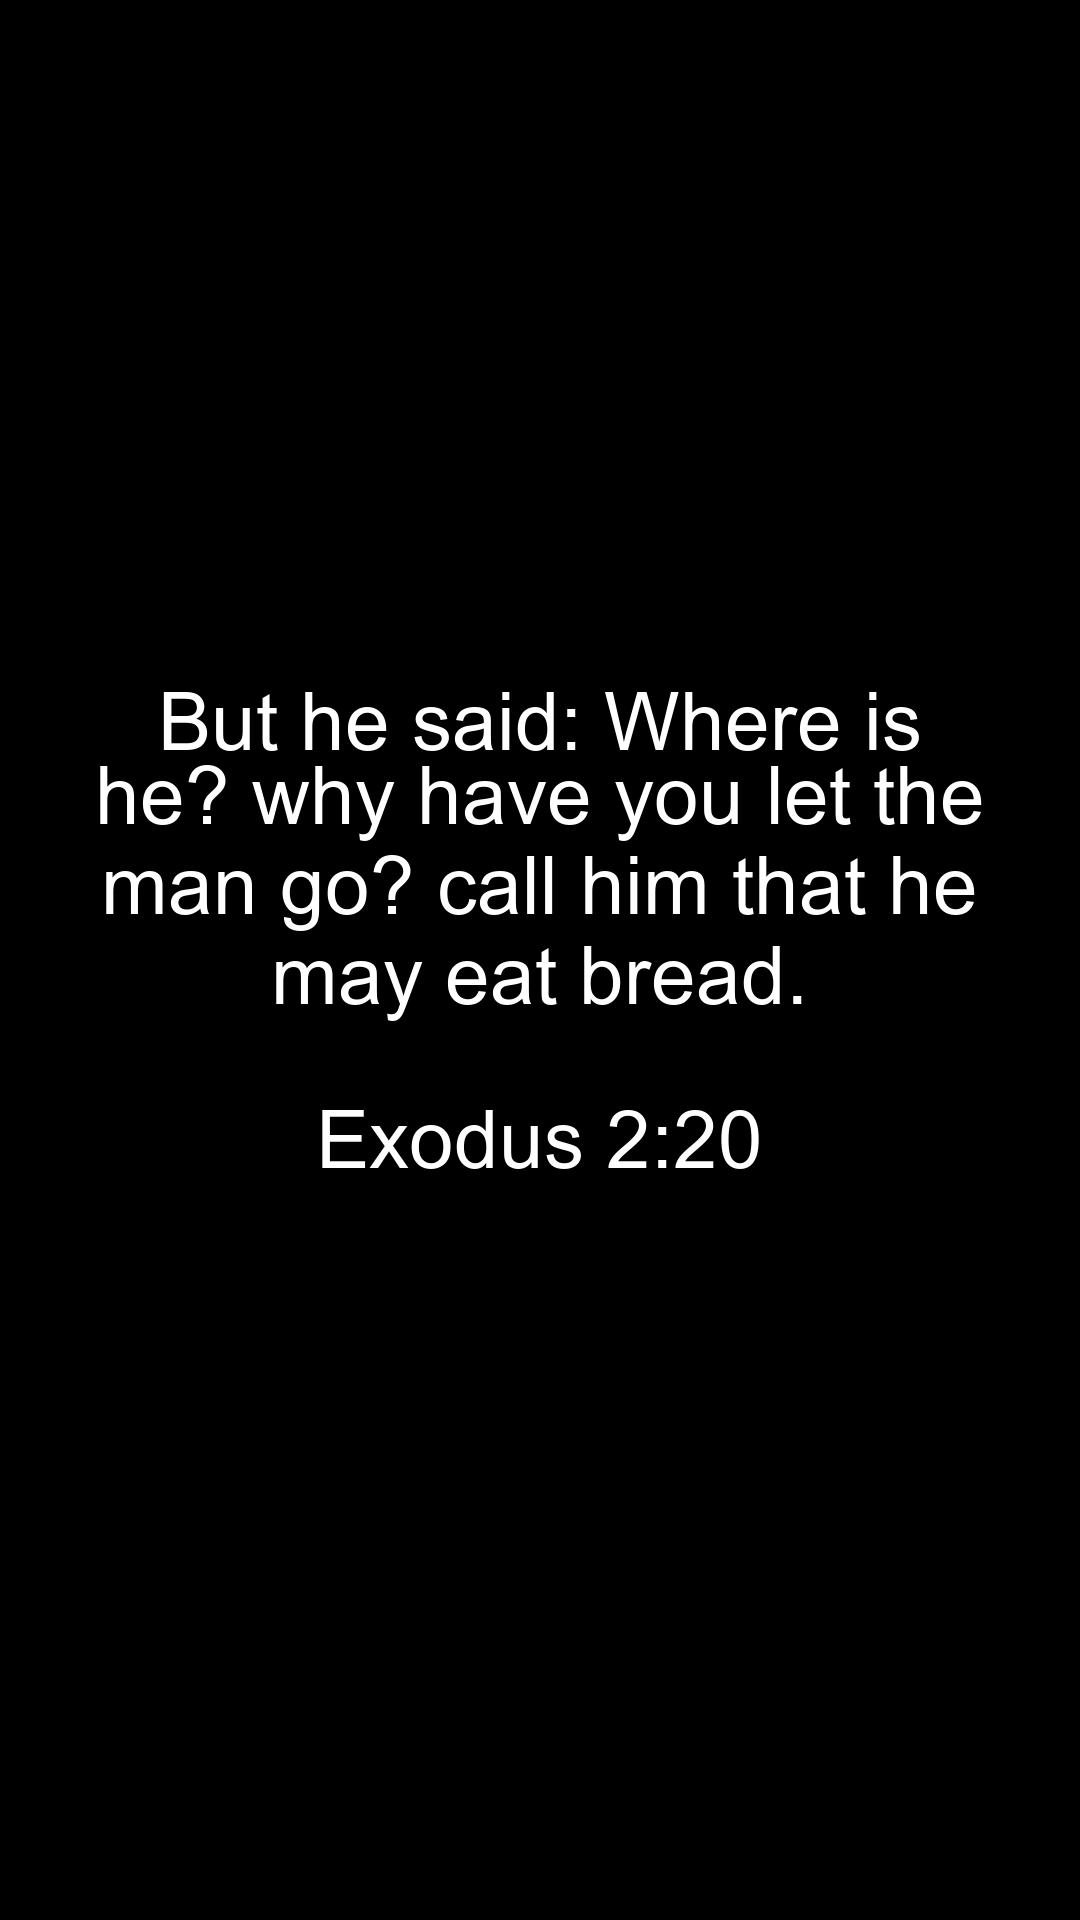 But he said: Where is
he? why have you let the
man go? call him that he
may eat bread.
Exodus 2:20